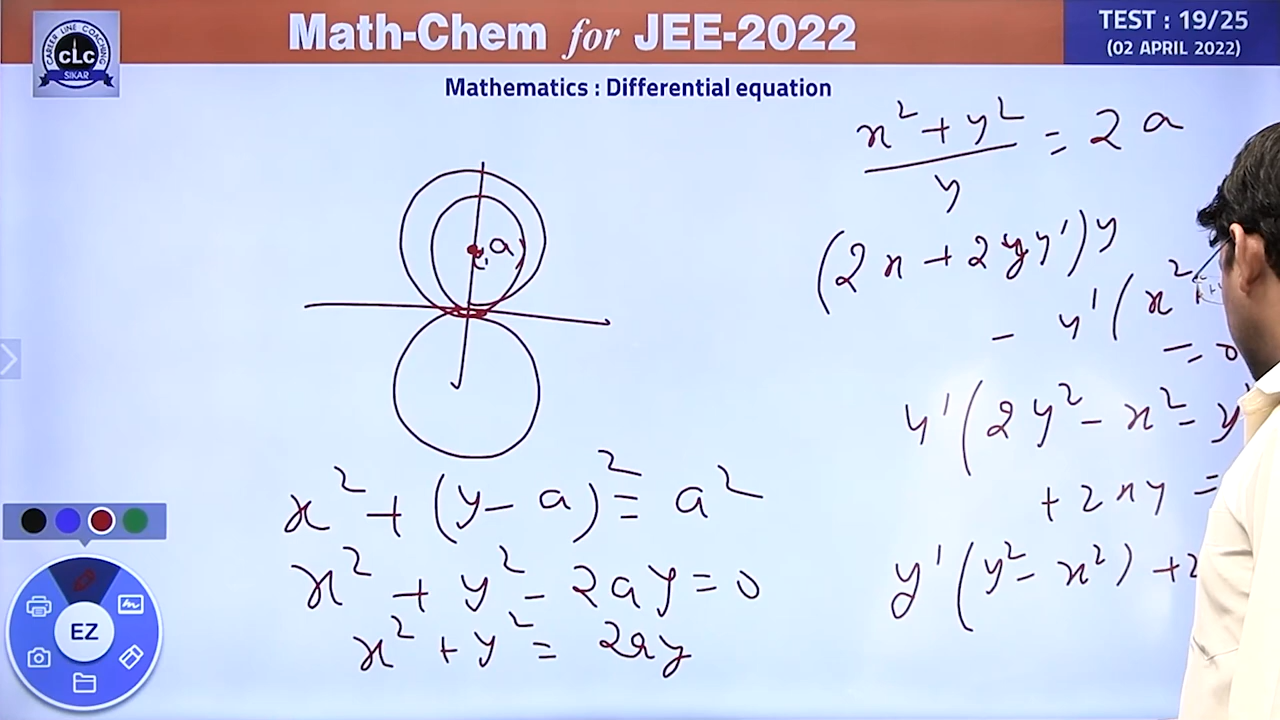 Math-Chem for JEE-2022
TEST : 19/25
(02 APRIL 2022)
CAREER LINE COACHING
CLC
SIKAR
Mathematics : Differential equation
a
x² + (y - a)² = a²
x² + y² - 2ay = 0
x² + y² = 2ay
(x² + y²)/y = 2a
(2x + 2yy')y
- y'(x²
= 0
y'(2y² - x² - y
+ 2xy =
y'(y² - x²) + 2
EZ